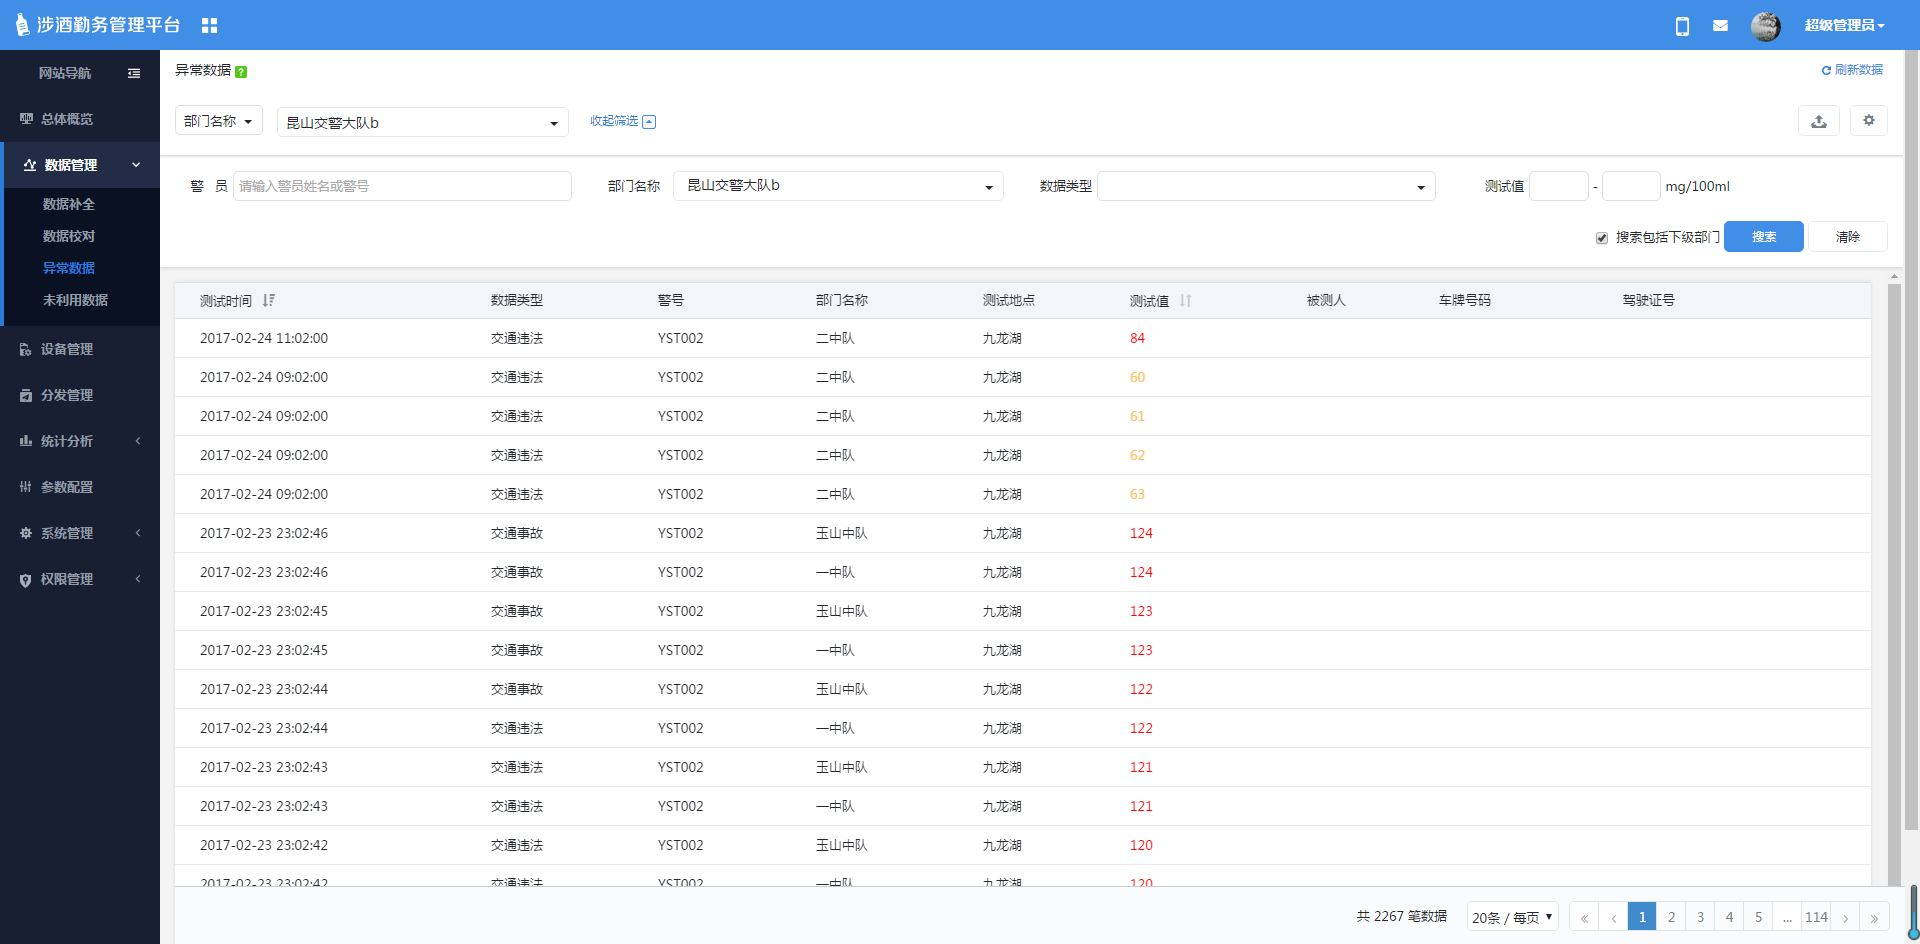 涉酒勤务管理平台
超级管理员
网站导航
总体概览
数据管理
数据补全
数据校对
异常数据
未利用数据
设备管理
分发管理
统计分析
参数配置
系统管理
权限管理
异常数据 ?
刷新数据
部门名称 昆山交警大队b 收起筛选
警 员 请输入警员姓名或警号 部门名称 昆山交警大队b 数据类型 测试值 - mg/100ml
搜索包括下级部门 搜索 清除
测试时间 数据类型 警号 部门名称 测试地点 测试值 被测人 车牌号码 驾驶证号
2017-02-24 11:02:00 交通违法 YST002 二中队 九龙湖 84
2017-02-24 09:02:00 交通违法 YST002 二中队 九龙湖 60
2017-02-24 09:02:00 交通违法 YST002 二中队 九龙湖 61
2017-02-24 09:02:00 交通违法 YST002 二中队 九龙湖 62
2017-02-24 09:02:00 交通违法 YST002 二中队 九龙湖 63
2017-02-23 23:02:46 交通事故 YST002 玉山中队 九龙湖 124
2017-02-23 23:02:46 交通事故 YST002 一中队 九龙湖 124
2017-02-23 23:02:45 交通事故 YST002 玉山中队 九龙湖 123
2017-02-23 23:02:45 交通事故 YST002 一中队 九龙湖 123
2017-02-23 23:02:44 交通事故 YST002 玉山中队 九龙湖 122
2017-02-23 23:02:44 交通违法 YST002 一中队 九龙湖 122
2017-02-23 23:02:43 交通违法 YST002 玉山中队 九龙湖 121
2017-02-23 23:02:43 交通违法 YST002 一中队 九龙湖 121
2017-02-23 23:02:42 交通违法 YST002 玉山中队 九龙湖 120
2017-02-23 23:02:42 交通违法 YST002 一中队 九龙湖 120
共 2267 笔数据 20条 / 每页 « ‹ 1 2 3 4 5 ... 114 › »